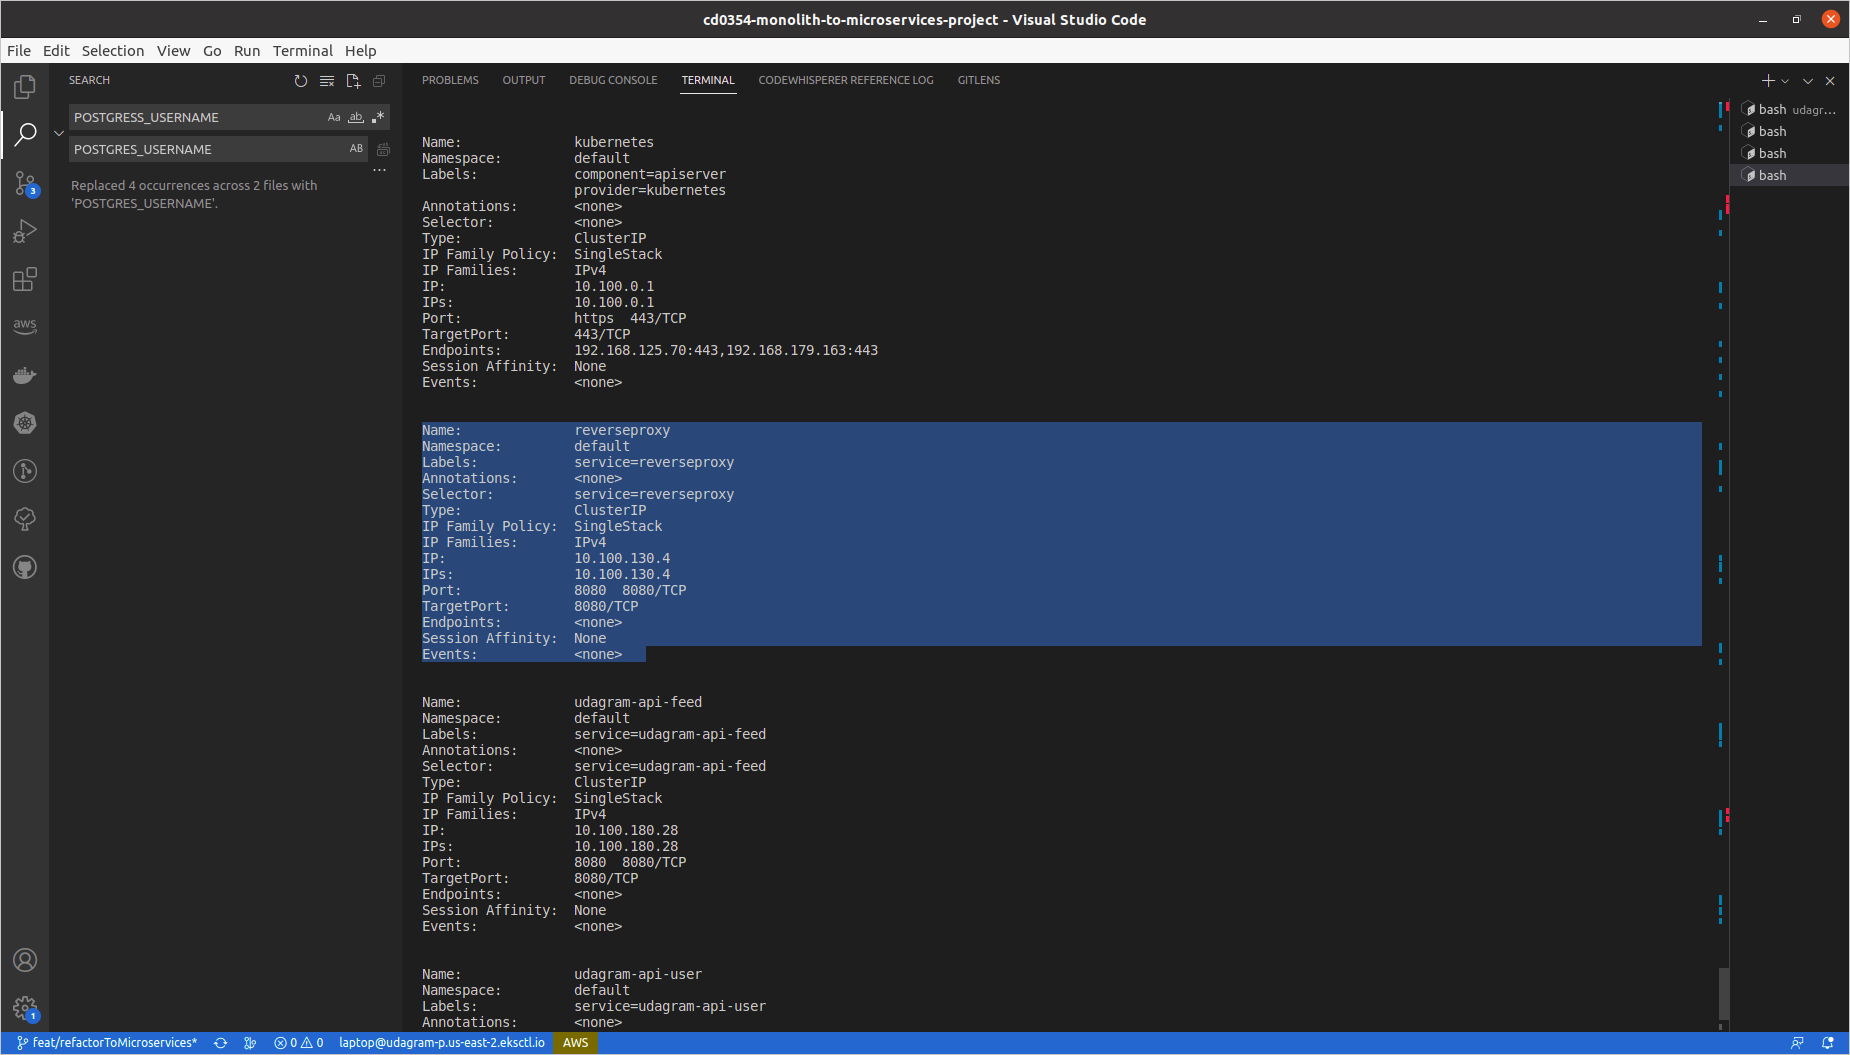 cd0354-monolith-to-microservices-project - Visual Studio Code
File Edit Selection View Go Run Terminal Help
SEARCH
POSTGRESS_USERNAME
Aa ab .*
POSTGRES_USERNAME
AB
...
Replaced 4 occurrences across 2 files with
'POSTGRES_USERNAME'.
3
aws
1
PROBLEMS OUTPUT DEBUG CONSOLE TERMINAL CODEWHISPERER REFERENCE LOG GITLENS
Name: kubernetes
Namespace: default
Labels: component=apiserver
provider=kubernetes
Annotations: <none>
Selector: <none>
Type: ClusterIP
IP Family Policy: SingleStack
IP Families: IPv4
IP: 10.100.0.1
IPs: 10.100.0.1
Port: https 443/TCP
TargetPort: 443/TCP
Endpoints: 192.168.125.70:443,192.168.179.163:443
Session Affinity: None
Events: <none>
Name: reverseproxy
Namespace: default
Labels: service=reverseproxy
Annotations: <none>
Selector: service=reverseproxy
Type: ClusterIP
IP Family Policy: SingleStack
IP Families: IPv4
IP: 10.100.130.4
IPs: 10.100.130.4
Port: 8080 8080/TCP
TargetPort: 8080/TCP
Endpoints: <none>
Session Affinity: None
Events: <none>
Name: udagram-api-feed
Namespace: default
Labels: service=udagram-api-feed
Annotations: <none>
Selector: service=udagram-api-feed
Type: ClusterIP
IP Family Policy: SingleStack
IP Families: IPv4
IP: 10.100.180.28
IPs: 10.100.180.28
Port: 8080 8080/TCP
TargetPort: 8080/TCP
Endpoints: <none>
Session Affinity: None
Events: <none>
Name: udagram-api-user
Namespace: default
Labels: service=udagram-api-user
Annotations: <none>
bash udagr...
bash
bash
bash
feat/refactorToMicroservices* 0 0 laptop@udagram-p.us-east-2.eksctl.io AWS